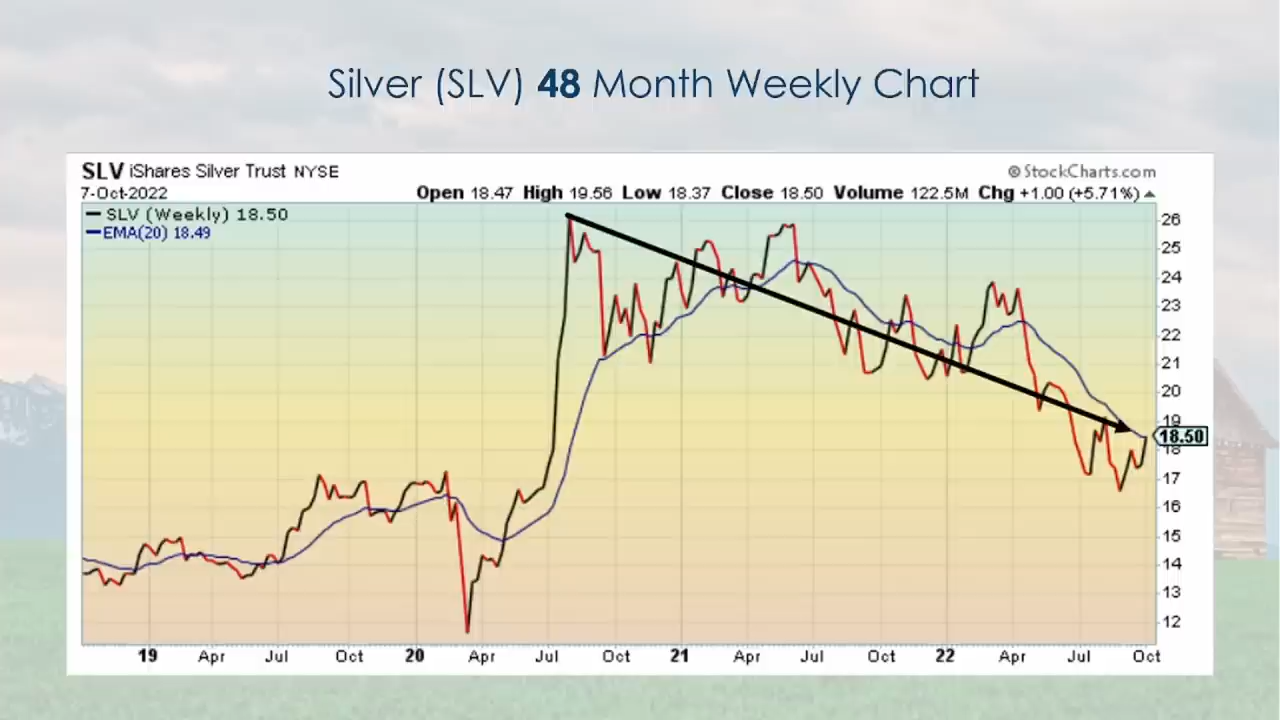 Silver (SLV) 48 Month Weekly Chart
SLV iShares Silver Trust NYSE
© StockCharts.com
7-Oct-2022
Open 18.47 High 19.56 Low 18.37 Close 18.50 Volume 122.5M Chg +1.00 (+5.71%)
SLV (Weekly) 18.50
EMA(20) 18.49
26
25
24
23
22
21
20
19
18.50
18
17
16
15
14
13
12
19 Apr Jul Oct 20 Apr Jul Oct 21 Apr Jul Oct 22 Apr Jul Oct